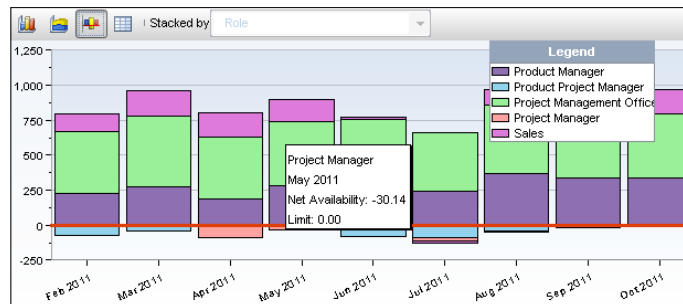 Stacked by Role
1,250
1,000
750
500
250
0
-250
Legend
Product Manager
Product Project Manager
Project Management Office
Project Manager
Sales
Project Manager
May 2011
Net Availability: -30.14
Limit: 0.00
Feb 2011
Mar 2011
Apr 2011
May 2011
Jun 2011
Jul 2011
Aug 2011
Sep 2011
Oct 2011